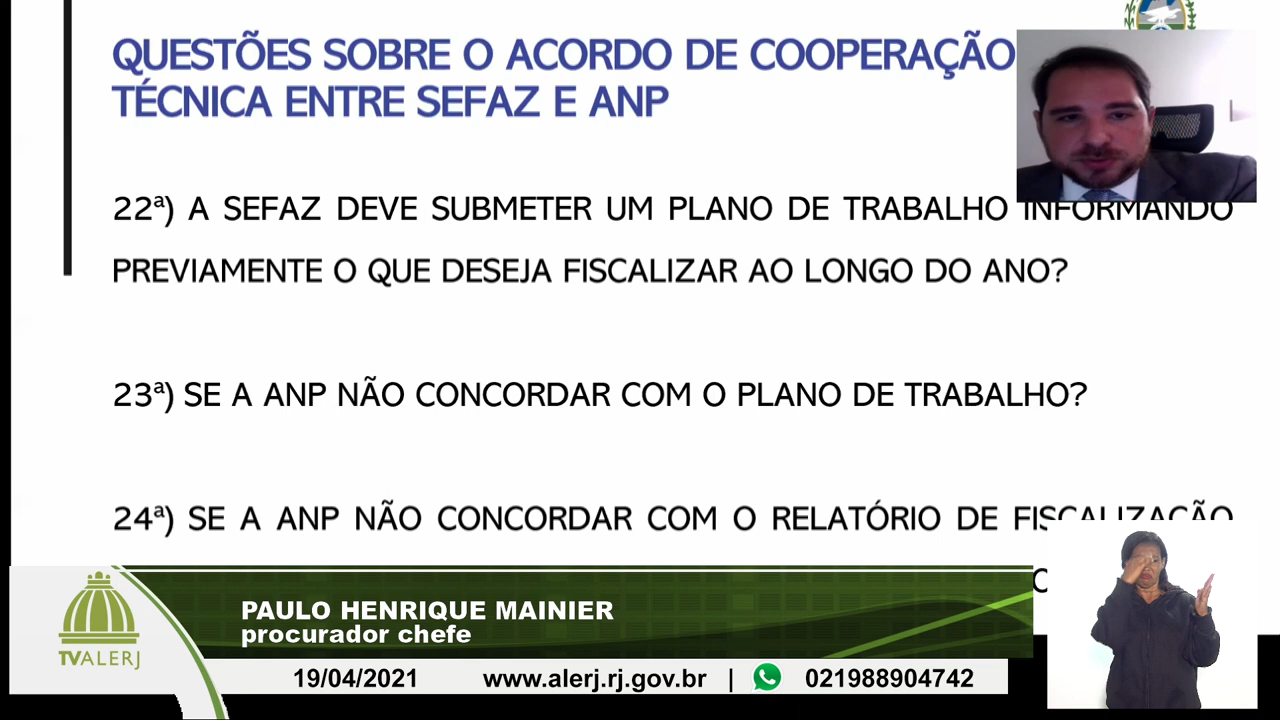 QUESTÕES SOBRE O ACORDO DE COOPERAÇÃO
TÉCNICA ENTRE SEFAZ E ANP
22ª) A SEFAZ DEVE SUBMETER UM PLANO DE TRABALHO INFORMANDO
PREVIAMENTE O QUE DESEJA FISCALIZAR AO LONGO DO ANO?
23ª) SE A ANP NÃO CONCORDAR COM O PLANO DE TRABALHO?
24ª) SE A ANP NÃO CONCORDAR COM O RELATÓRIO DE FISCALIZAÇÃO
PAULO HENRIQUE MAINIER
procurador chefe
TVALERJ
19/04/2021 www.alerj.rj.gov.br | 021988904742